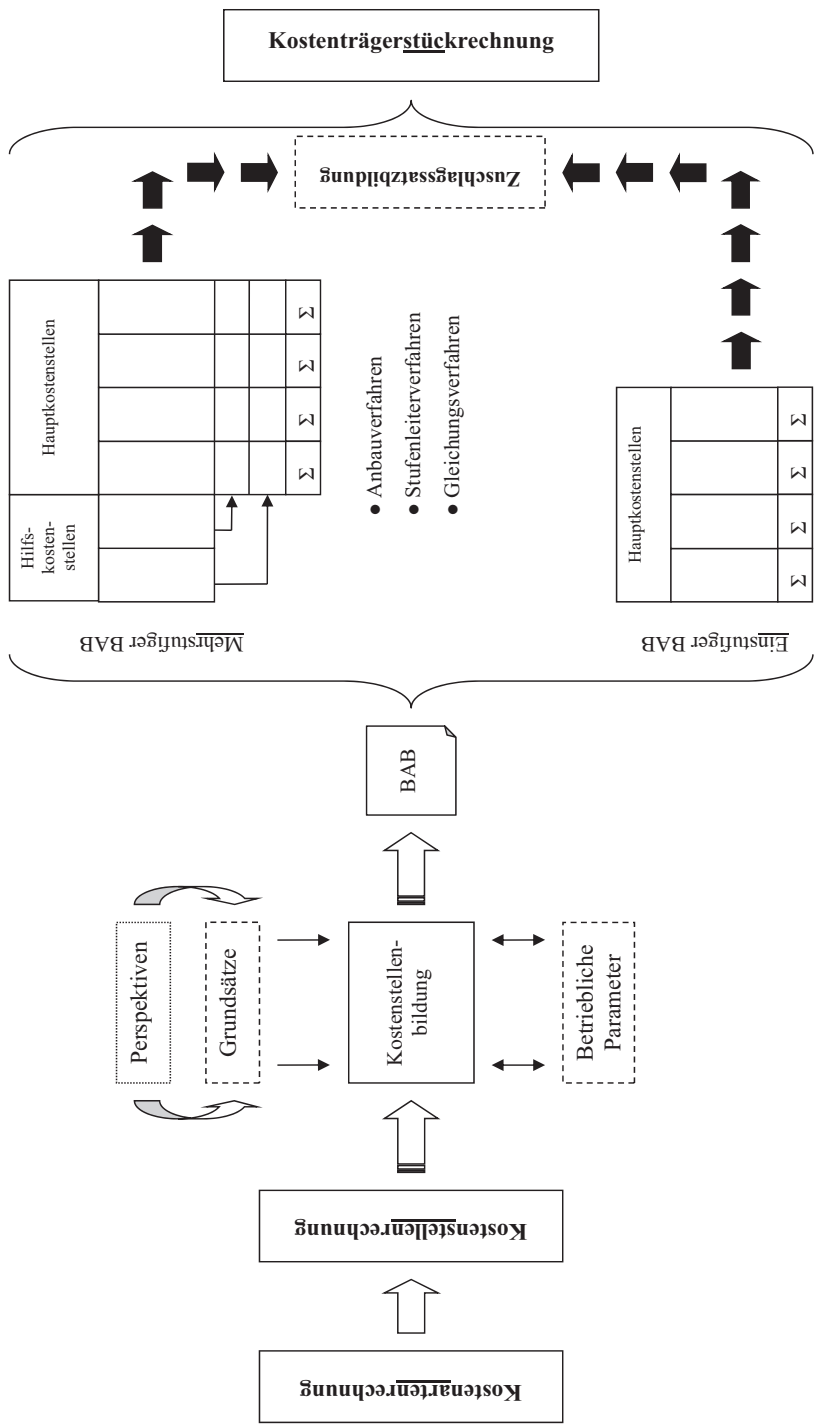 Kostenartenrechnung
Kostenstellenrechnung
Perspektiven
Grundsätze
Kostenstellen-
bildung
Betriebliche
Parameter
BAB
Mehrstufiger BAB
Hilfs-
kosten-
stellen
Hauptkostenstellen
Σ
Σ
Σ
Σ
● Anbauverfahren
● Stufenleiterverfahren
● Gleichungsverfahren
Einstufiger BAB
Hauptkostenstellen
Σ
Σ
Σ
Σ
Zuschlagssatzbildung
Kostenträgerstückrechnung